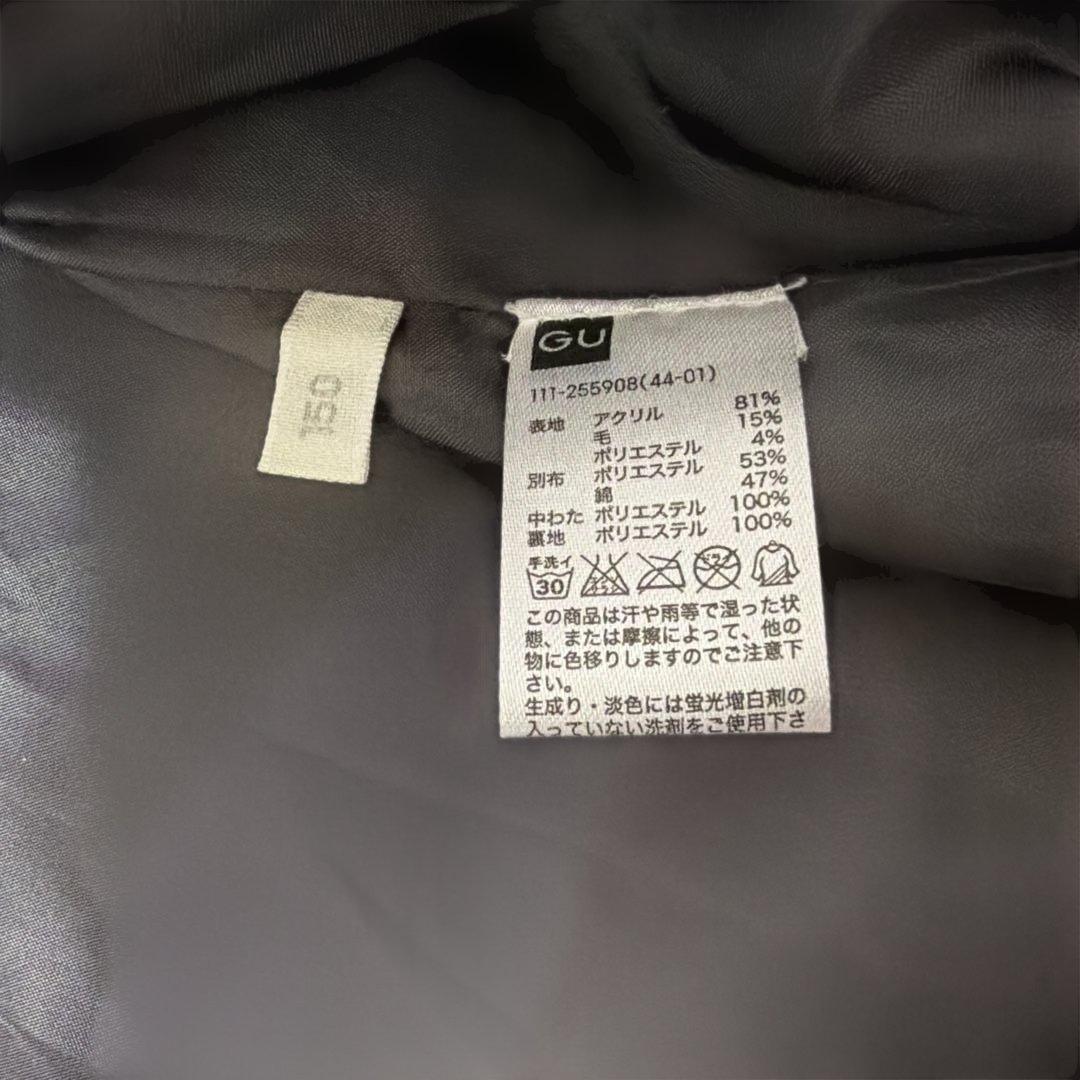 150
GU
111-255908(44-01)
表地 アクリル 81%
毛 15%
ポリエステル 4%
別布 ポリエステル 53%
綿 47%
中わた ポリエステル 100%
裏地 ポリエステル 100%
手洗イ
30
ドライ
この商品は汗や雨等で湿った状
態、または摩擦によって、他の
物に色移りしますのでご注意下
さい。
生成り・淡色には蛍光増白剤の
入っていない洗剤をご使用下さ